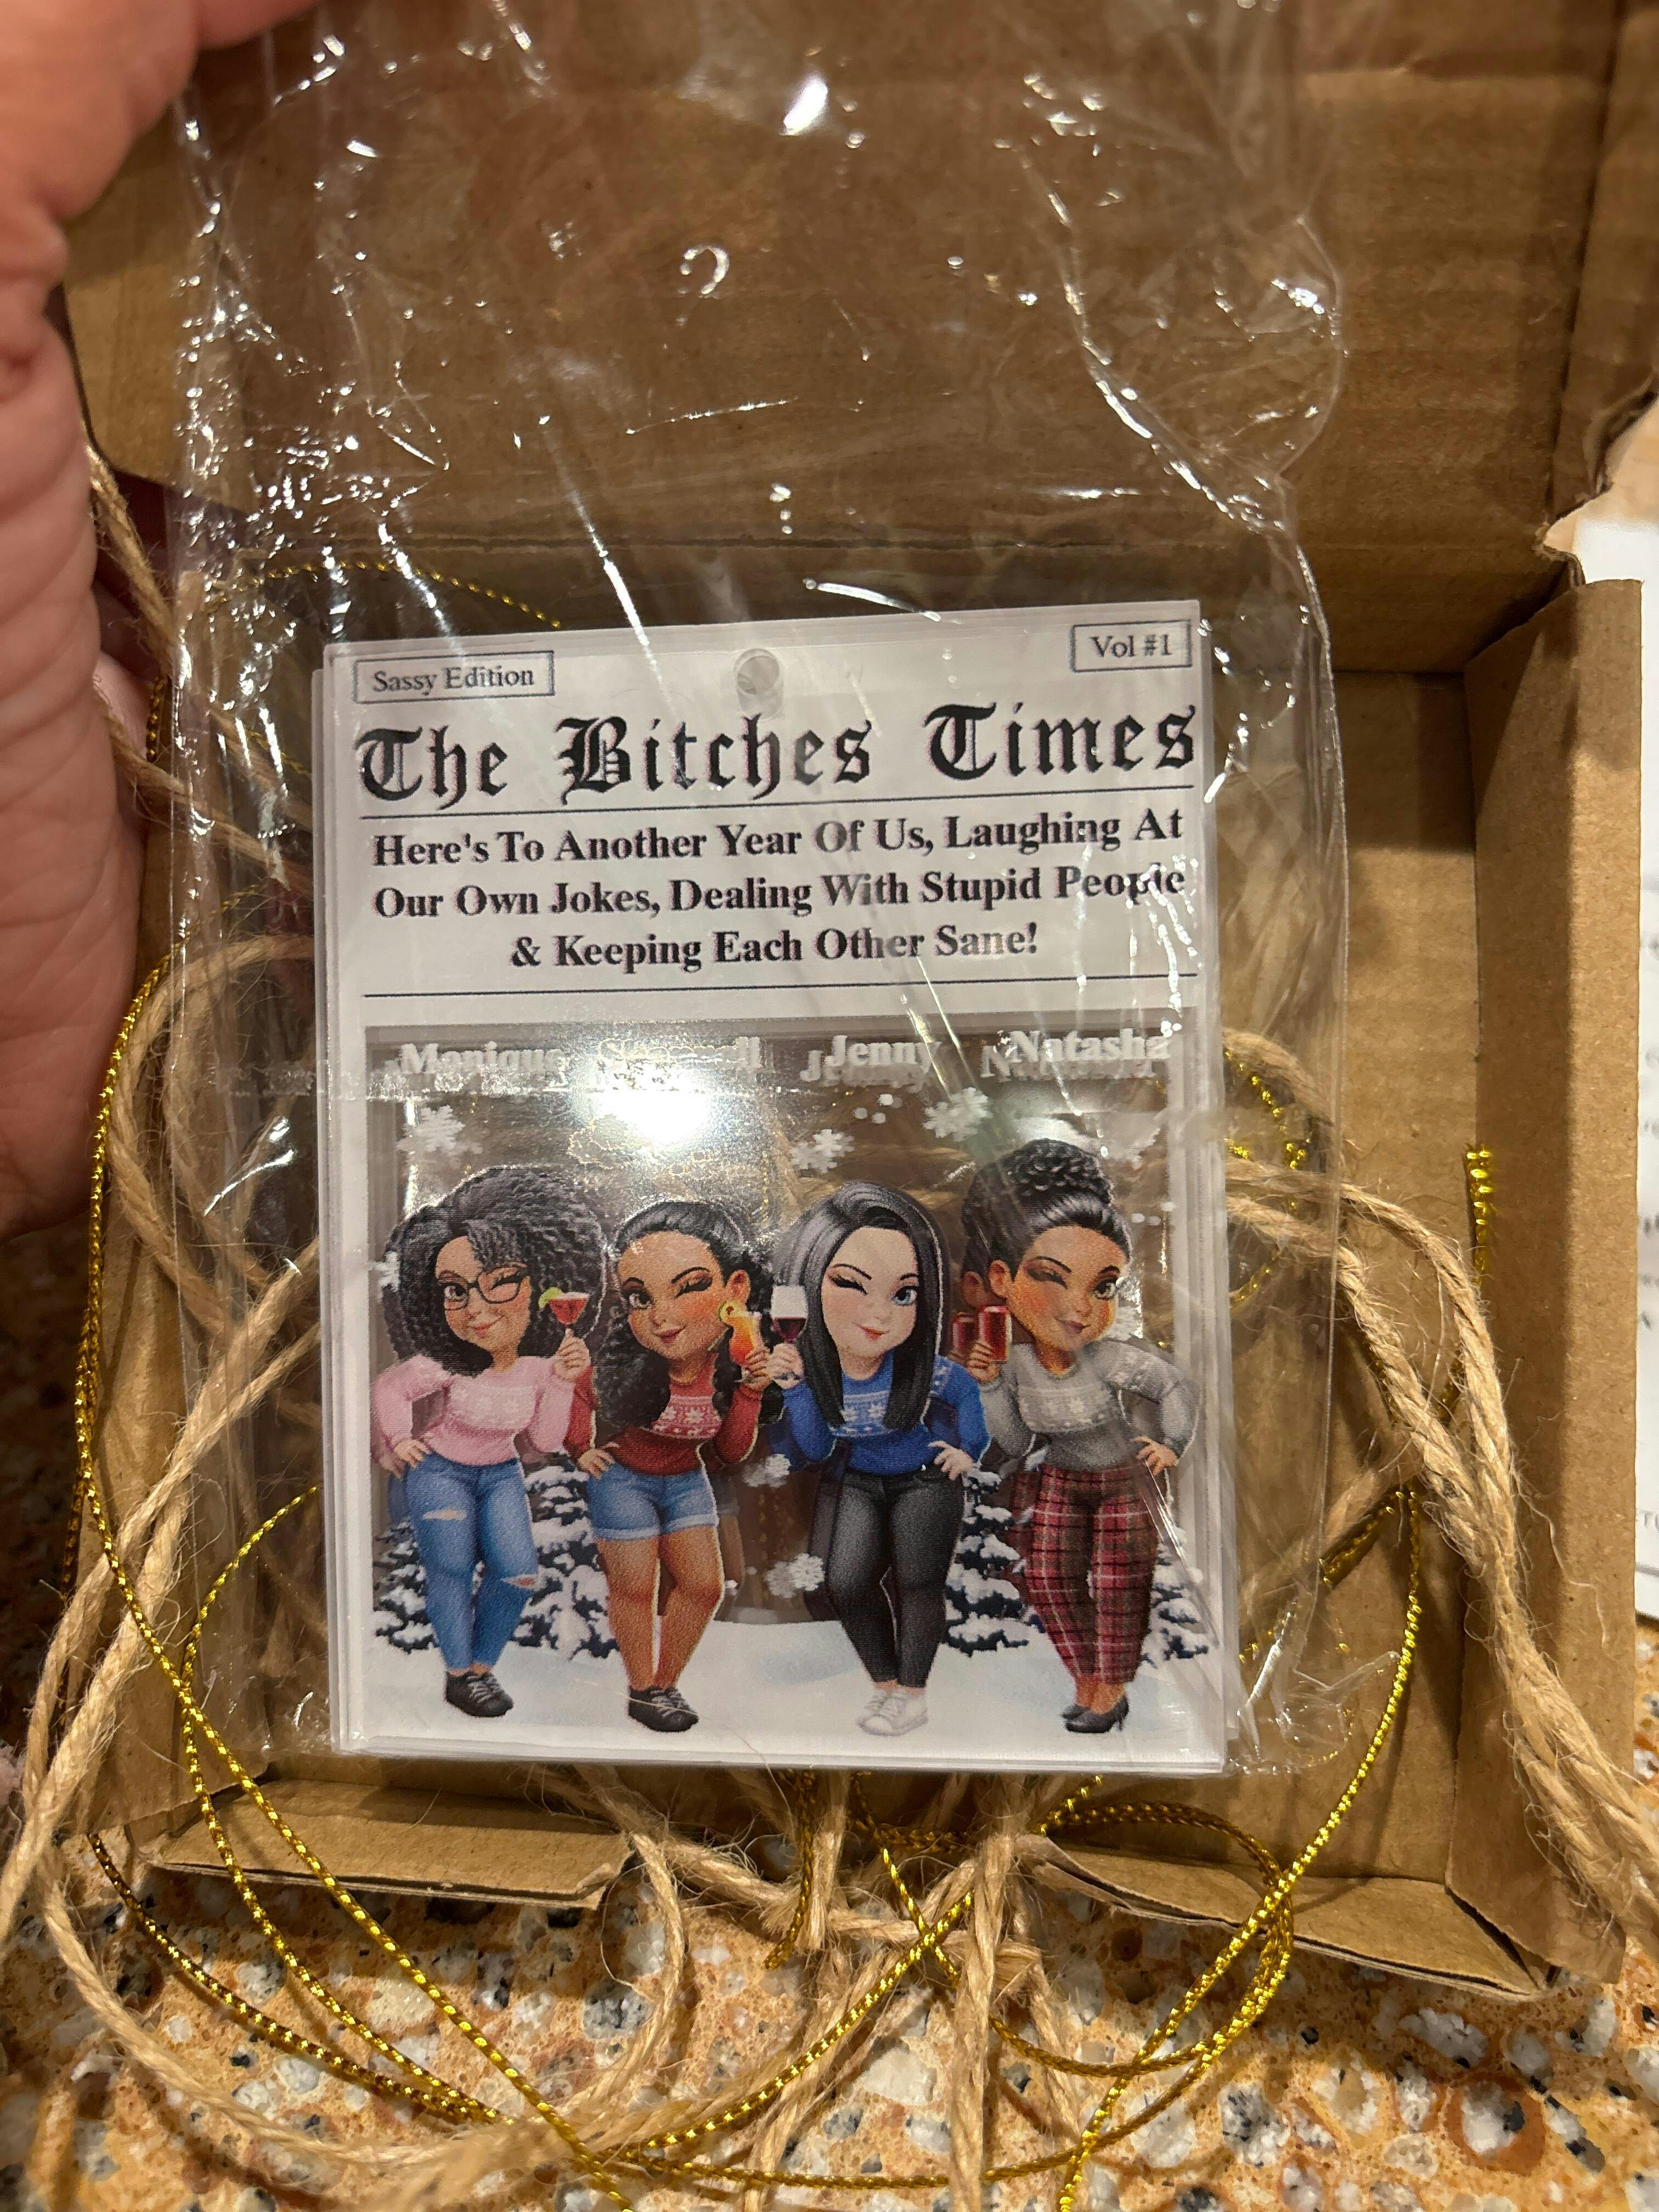 Sassy Edition
Vol #1
The Bitches Times
Here's To Another Year Of Us, Laughing At
Our Own Jokes, Dealing With Stupid People
& Keeping Each Other Sane!
Monique Jenny Natasha